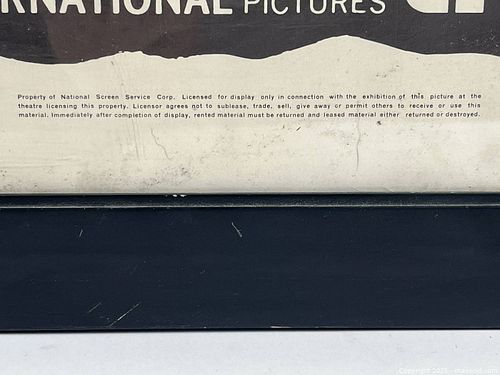 RNATIONAL PICTURES
Property of National Screen Service Corp. Licensed for display only in connection with the exhibition of this picture at the
theatre licensing this property. Licensor agrees not to sublease, trade, sell, give away or permit others to receive or use this
material. Immediately after completion of display, rented material must be returned and leased material either returned or destroyed.